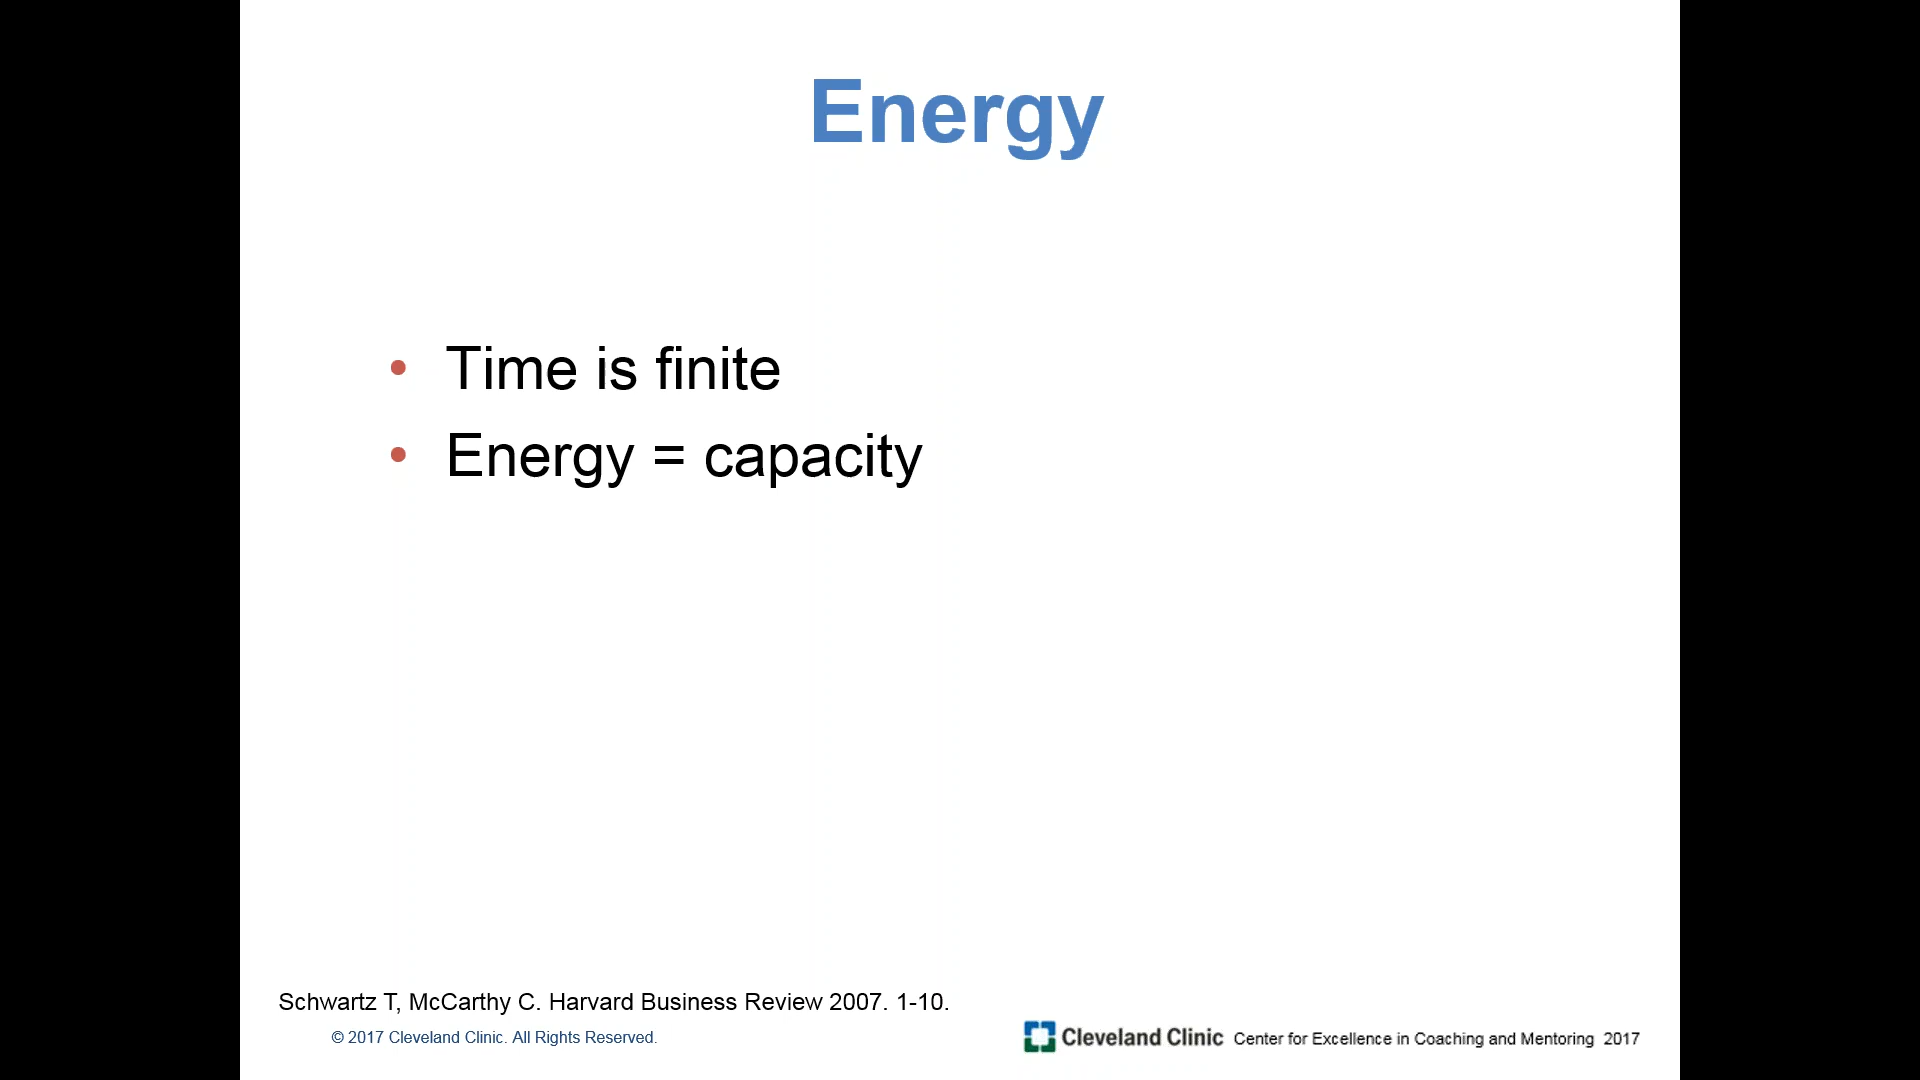 Energy
• Time is finite
• Energy = capacity
Schwartz T, McCarthy C. Harvard Business Review 2007. 1-10.
© 2017 Cleveland Clinic. All Rights Reserved.
Cleveland Clinic Center for Excellence in Coaching and Mentoring 2017